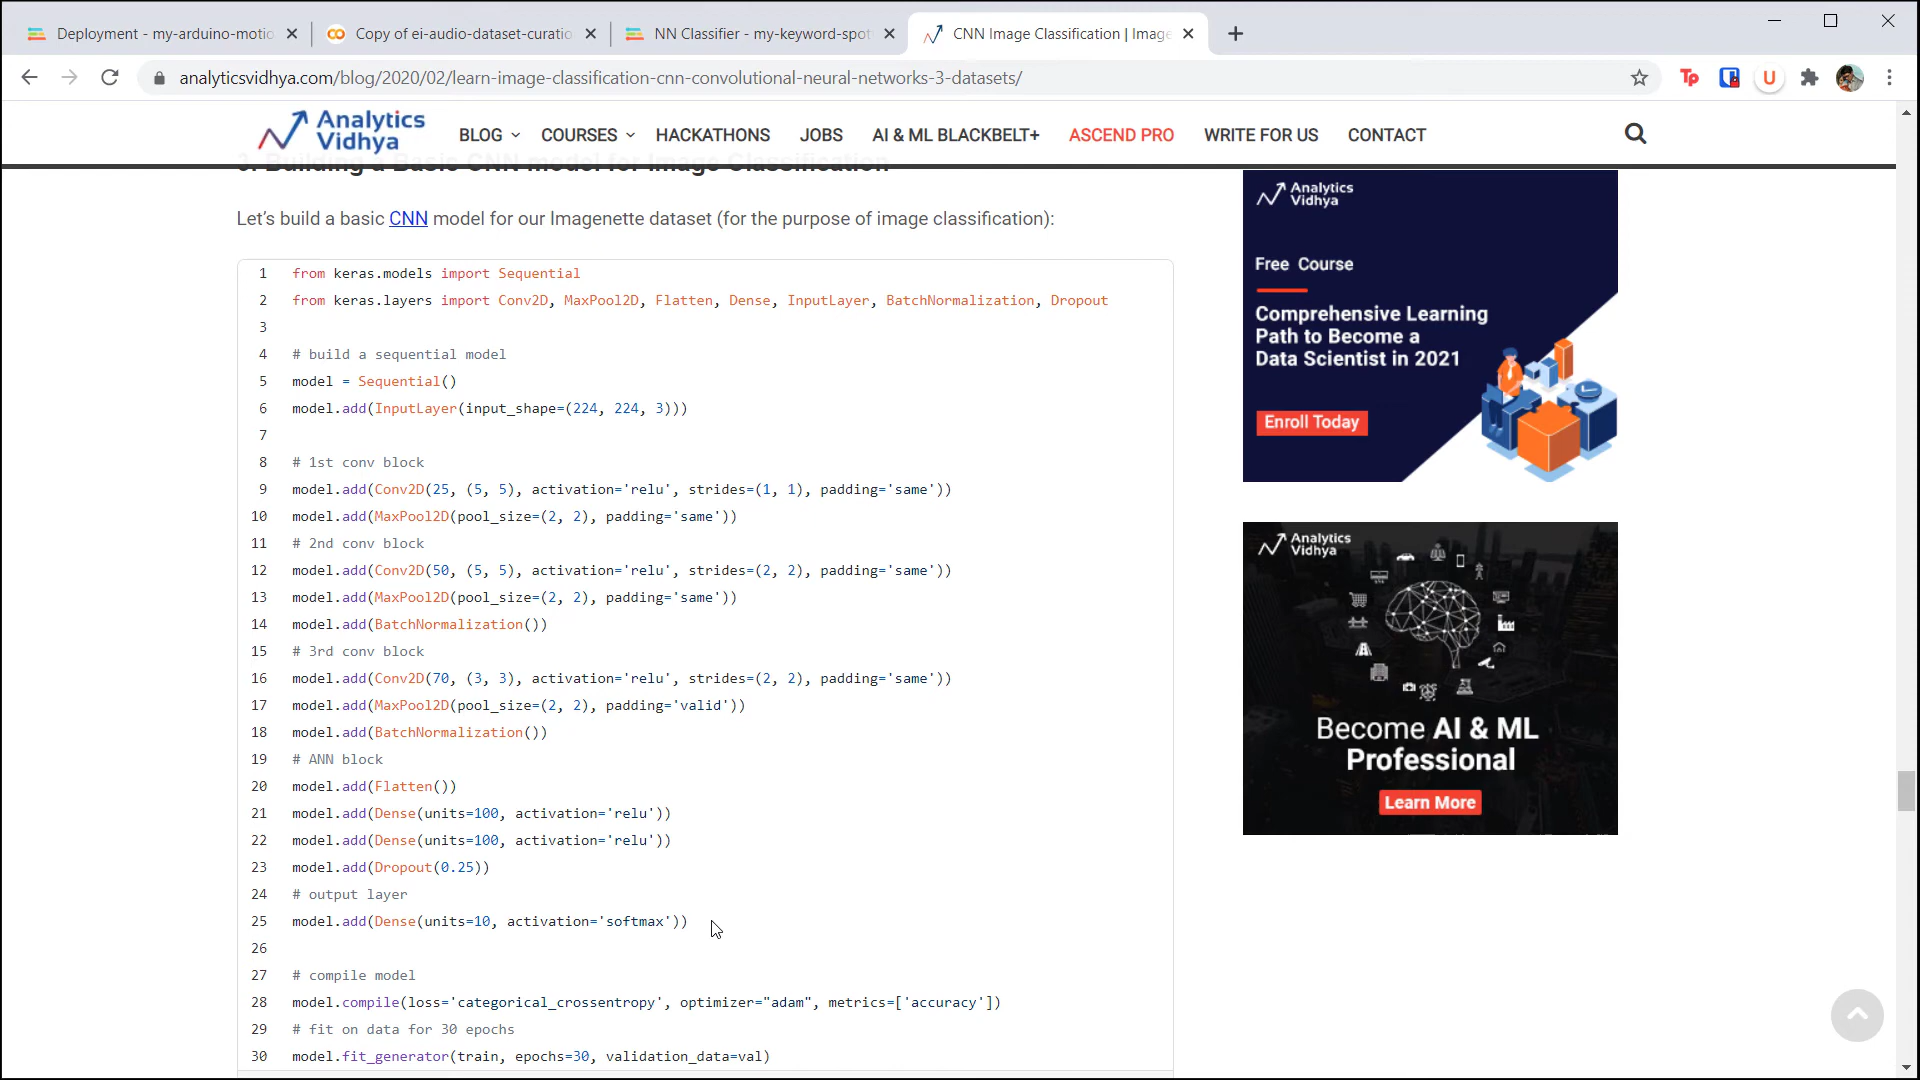 Deployment - my-arduino-motio
Copy of ei-audio-dataset-curatio
NN Classifier - my-keyword-spot
CNN Image Classification | Image
analyticsvidhya.com/blog/2020/02/learn-image-classification-cnn-convolutional-neural-networks-3-datasets/
Tp
U
Analytics
Vidhya
BLOG
COURSES
HACKATHONS
JOBS
AI & ML BLACKBELT+
ASCEND PRO
WRITE FOR US
CONTACT
3. Building a Basic CNN model for Image Classification
Let's build a basic CNN model for our Imagenette dataset (for the purpose of image classification):
1 from keras.models import Sequential
2 from keras.layers import Conv2D, MaxPool2D, Flatten, Dense, InputLayer, BatchNormalization, Dropout
3
4 # build a sequential model
5 model = Sequential()
6 model.add(InputLayer(input_shape=(224, 224, 3)))
7
8 # 1st conv block
9 model.add(Conv2D(25, (5, 5), activation='relu', strides=(1, 1), padding='same'))
10 model.add(MaxPool2D(pool_size=(2, 2), padding='same'))
11 # 2nd conv block
12 model.add(Conv2D(50, (5, 5), activation='relu', strides=(2, 2), padding='same'))
13 model.add(MaxPool2D(pool_size=(2, 2), padding='same'))
14 model.add(BatchNormalization())
15 # 3rd conv block
16 model.add(Conv2D(70, (3, 3), activation='relu', strides=(2, 2), padding='same'))
17 model.add(MaxPool2D(pool_size=(2, 2), padding='valid'))
18 model.add(BatchNormalization())
19 # ANN block
20 model.add(Flatten())
21 model.add(Dense(units=100, activation='relu'))
22 model.add(Dense(units=100, activation='relu'))
23 model.add(Dropout(0.25))
24 # output layer
25 model.add(Dense(units=10, activation='softmax'))
26
27 # compile model
28 model.compile(loss='categorical_crossentropy', optimizer="adam", metrics=['accuracy'])
29 # fit on data for 30 epochs
30 model.fit_generator(train, epochs=30, validation_data=val)
Analytics
Vidhya
Free Course
Comprehensive Learning
Path to Become a
Data Scientist in 2021
Enroll Today
Analytics
Vidhya
Become AI & ML
Professional
Learn More